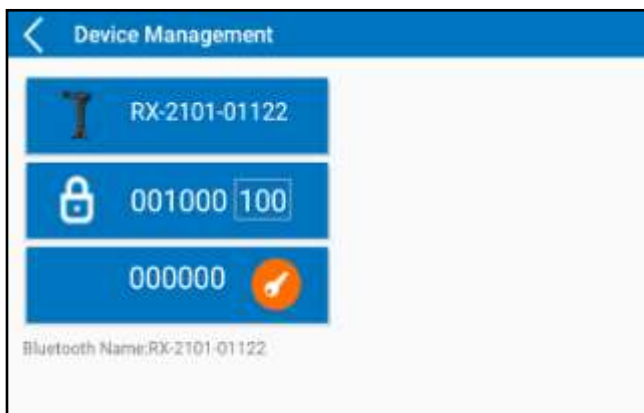 Device Management
RX-2101-01122
001000 100
000000
Bluetooth Name:RX-2101-01122